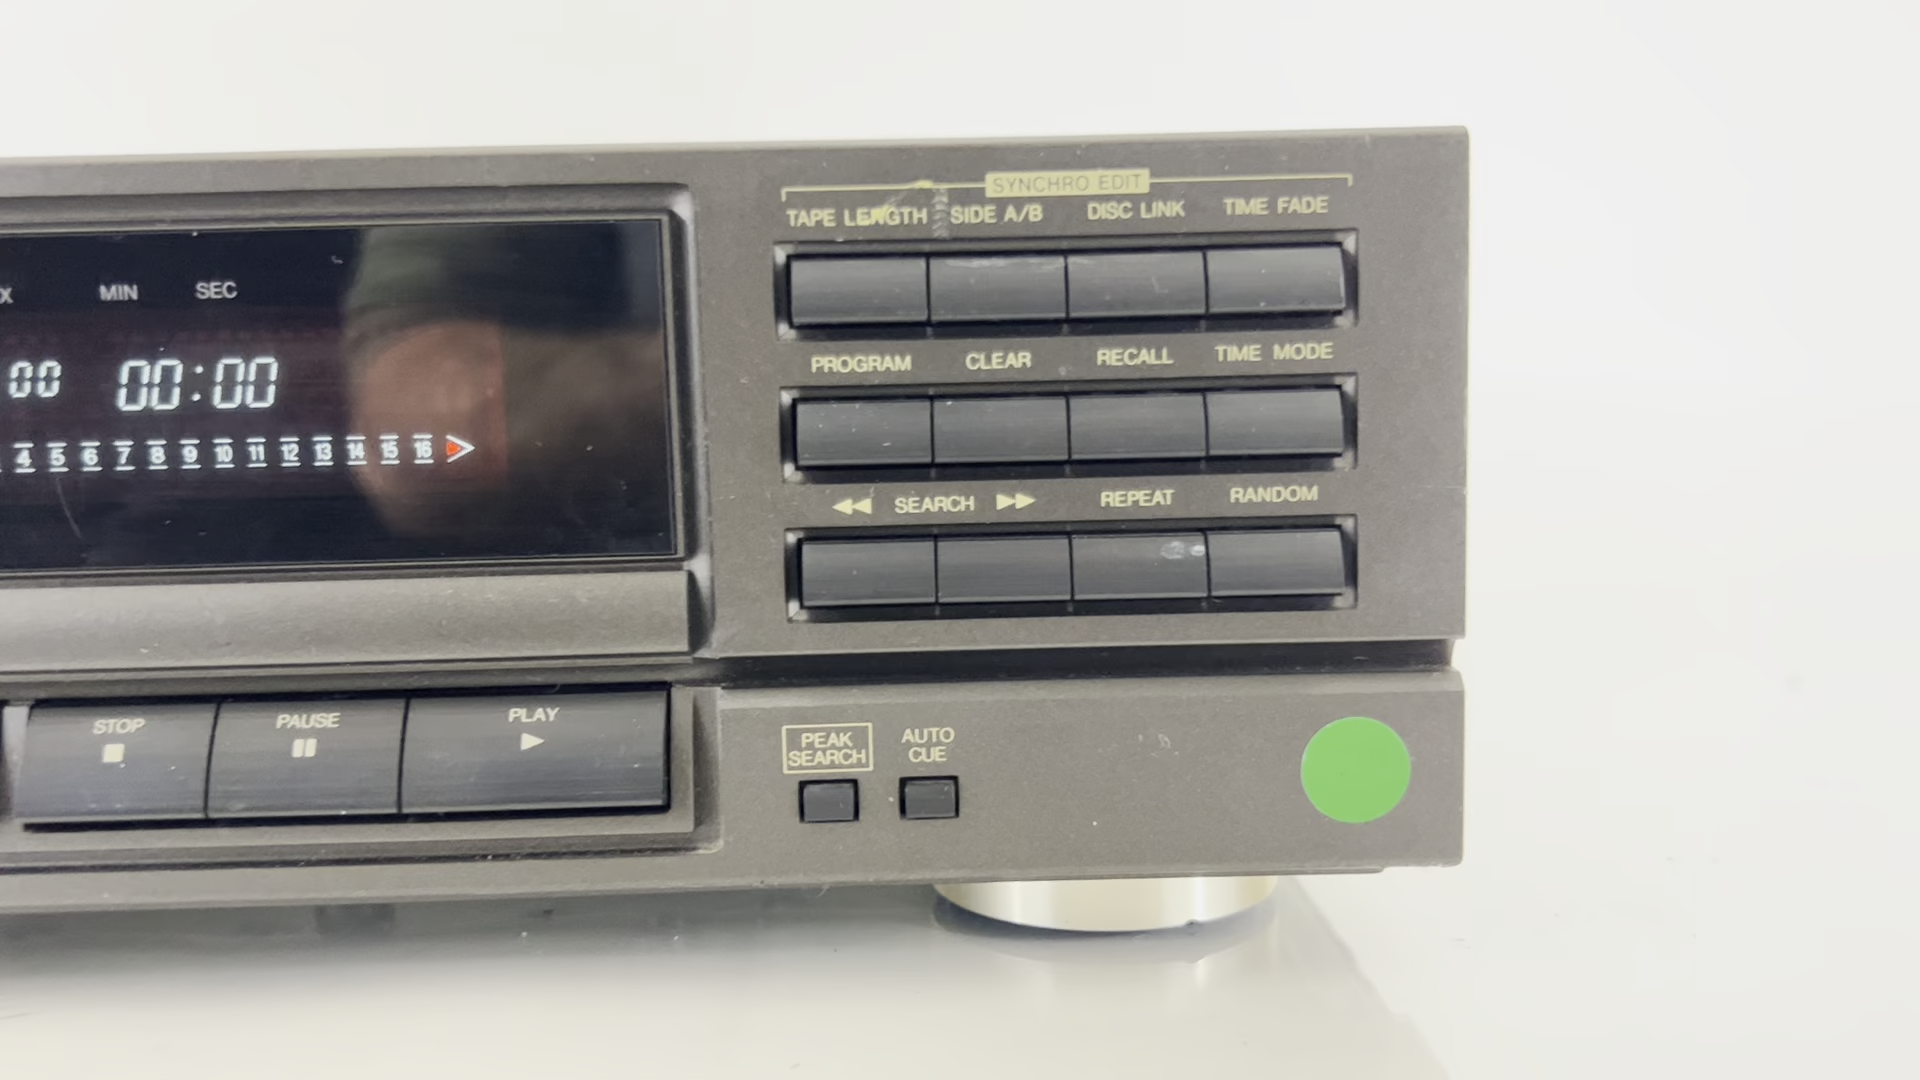 SYNCHRO EDIT
TAPE LENGTH SIDE A/B DISC LINK TIME FADE
MIN SEC
00 00:00
4 5 6 7 8 9 10 11 12 13 14 15 16
PROGRAM CLEAR RECALL TIME MODE
SEARCH REPEAT RANDOM
STOP PAUSE PLAY
PEAK SEARCH
AUTO CUE